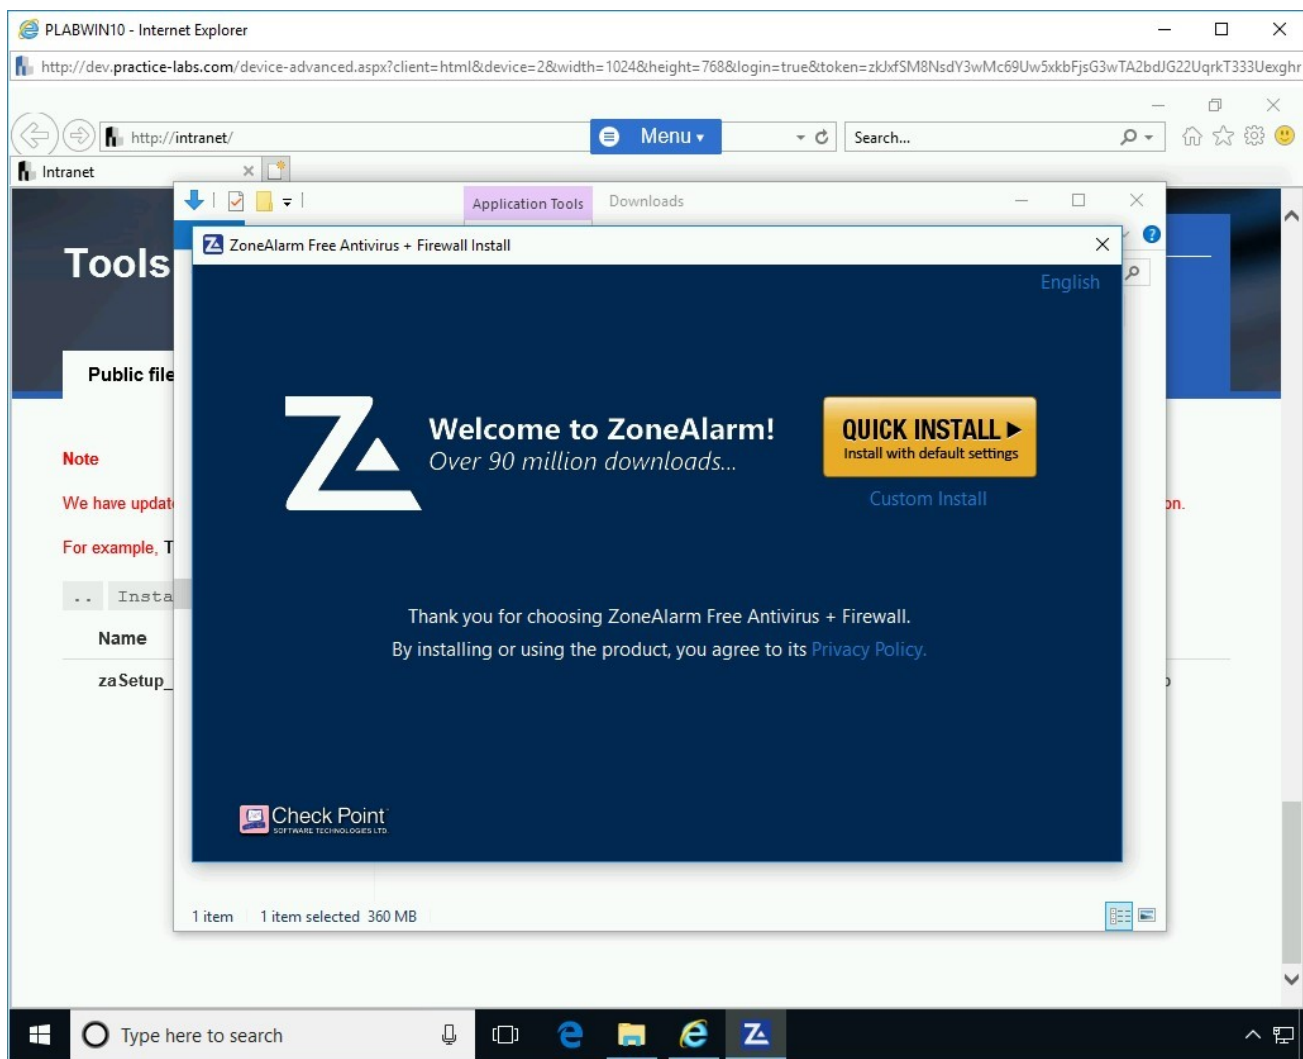 PLABWIN10 - Internet Explorer
http://dev.practice-labs.com/device-advanced.aspx?client=html&device=2&width=1024&height=768&login=true&token=zkJxfSM8NsdY3wMc69Uw5xkbFjsG3wTA2bdJG22UqrkT333Uexghr
http://intranet/
Menu
Search...
Intranet
Application Tools
Downloads
ZoneAlarm Free Antivirus + Firewall Install
English
Tools
Public file
Welcome to ZoneAlarm!
Over 90 million downloads...
QUICK INSTALL
Install with default settings
Custom Install
Note
We have updat
on.
For example, T
.. Insta
Thank you for choosing ZoneAlarm Free Antivirus + Firewall.
By installing or using the product, you agree to its Privacy Policy.
Name
zaSetup_
Check Point
SOFTWARE TECHNOLOGIES LTD.
1 item 1 item selected 360 MB
Type here to search